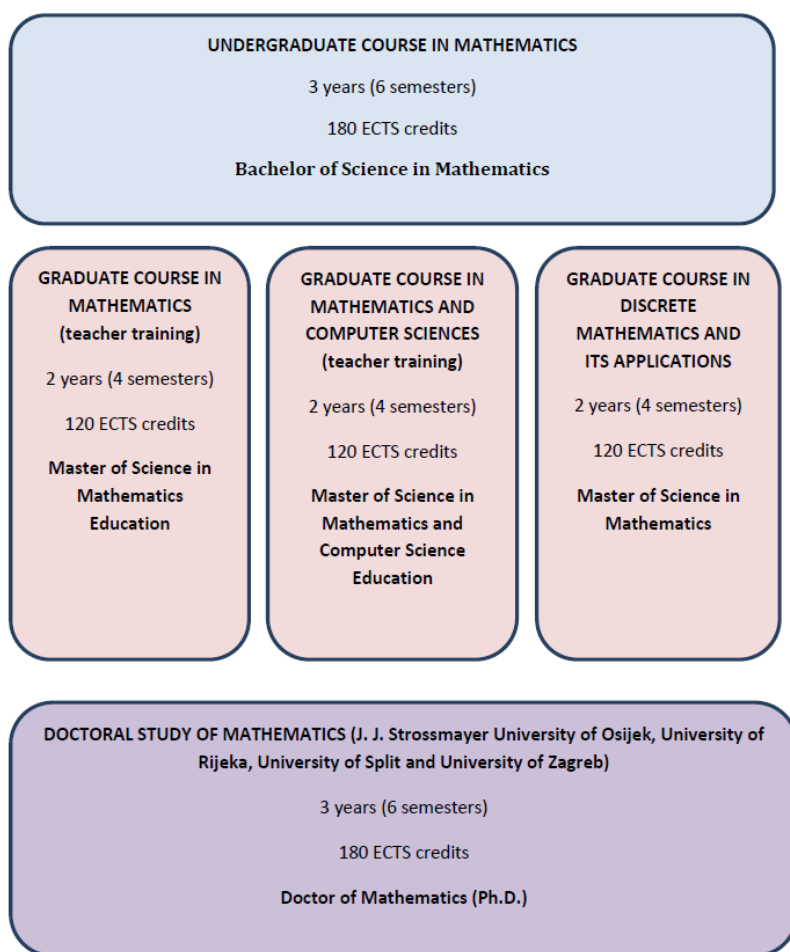 UNDERGRADUATE COURSE IN MATHEMATICS
3 years (6 semesters)
180 ECTS credits
Bachelor of Science in Mathematics
GRADUATE COURSE IN
MATHEMATICS
(teacher training)
2 years (4 semesters)
120 ECTS credits
Master of Science in
Mathematics
Education
GRADUATE COURSE IN
MATHEMATICS AND
COMPUTER SCIENCES
(teacher training)
2 years (4 semesters)
120 ECTS credits
Master of Science in
Mathematics and
Computer Science
Education
GRADUATE COURSE IN
DISCRETE
MATHEMATICS AND
ITS APPLICATIONS
2 years (4 semesters)
120 ECTS credits
Master of Science in
Mathematics
DOCTORAL STUDY OF MATHEMATICS (J. J. Strossmayer University of Osijek, University of
Rijeka, University of Split and University of Zagreb)
3 years (6 semesters)
180 ECTS credits
Doctor of Mathematics (Ph.D.)